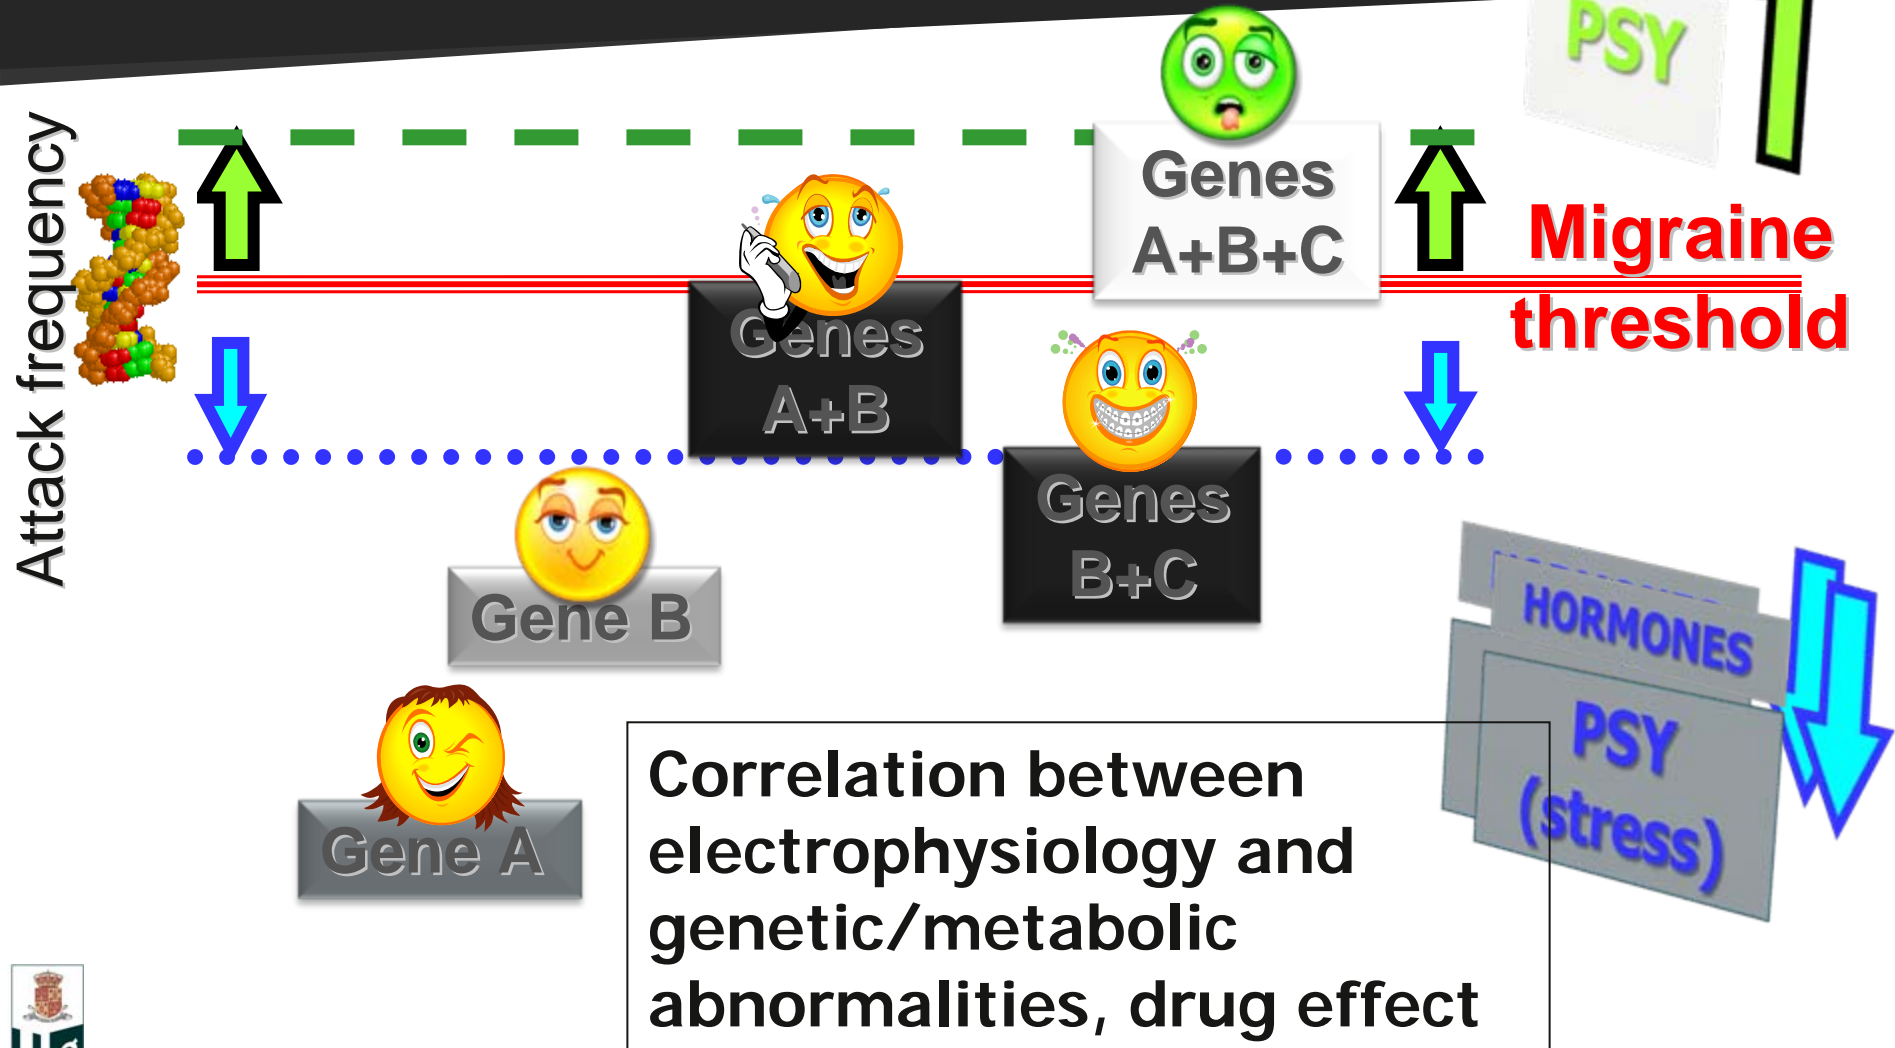 PSY
Attack frequency
Genes
A+B+C
Migraine
threshold
Genes
A+B
Genes
B+C
Gene B
HORMONES
PSY
(stress)
Gene A
Correlation between
electrophysiology and
genetic/metabolic
abnormalities, drug effect